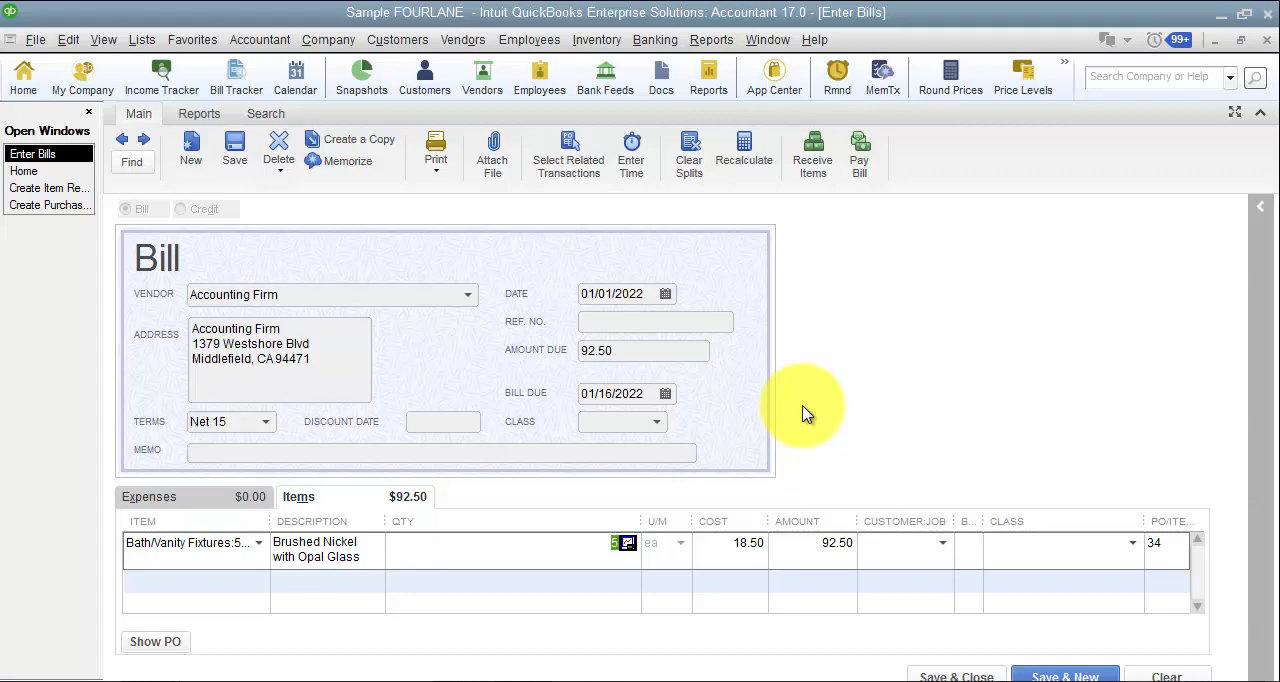 Sample FOURLANE - Intuit QuickBooks Enterprise Solutions: Accountant 17.0 - [Enter Bills]
File Edit View Lists Favorites Accountant Company Customers Vendors Employees Inventory Banking Reports Window Help 99+
Home My Company Income Tracker Bill Tracker Calendar Snapshots Customers Vendors Employees Bank Feeds Docs Reports App Center Rmnd MemTx Round Prices Price Levels Search Company or Help
Open Windows
Enter Bills
Home
Create Item Re...
Create Purchas...
Main Reports Search
Find New Save Delete Create a Copy
Memorize
Print Attach File Select Related Transactions Enter Time Clear Splits Recalculate Receive Items Pay Bill
Bill Credit
Bill
VENDOR Accounting Firm DATE 01/01/2022
REF. NO.
ADDRESS Accounting Firm
1379 Westshore Blvd
Middlefield, CA 94471
AMOUNT DUE 92.50
BILL DUE 01/16/2022
TERMS Net 15 DISCOUNT DATE CLASS
MEMO
Expenses $0.00 Items $92.50
ITEM DESCRIPTION QTY U/M COST AMOUNT CUSTOMER:JOB B... CLASS PO/ITE...
Bath/Vanity Fixtures:5... Brushed Nickel 5 ea 18.50 92.50 34
with Opal Glass
Show PO
Save & Close Save & New Clear